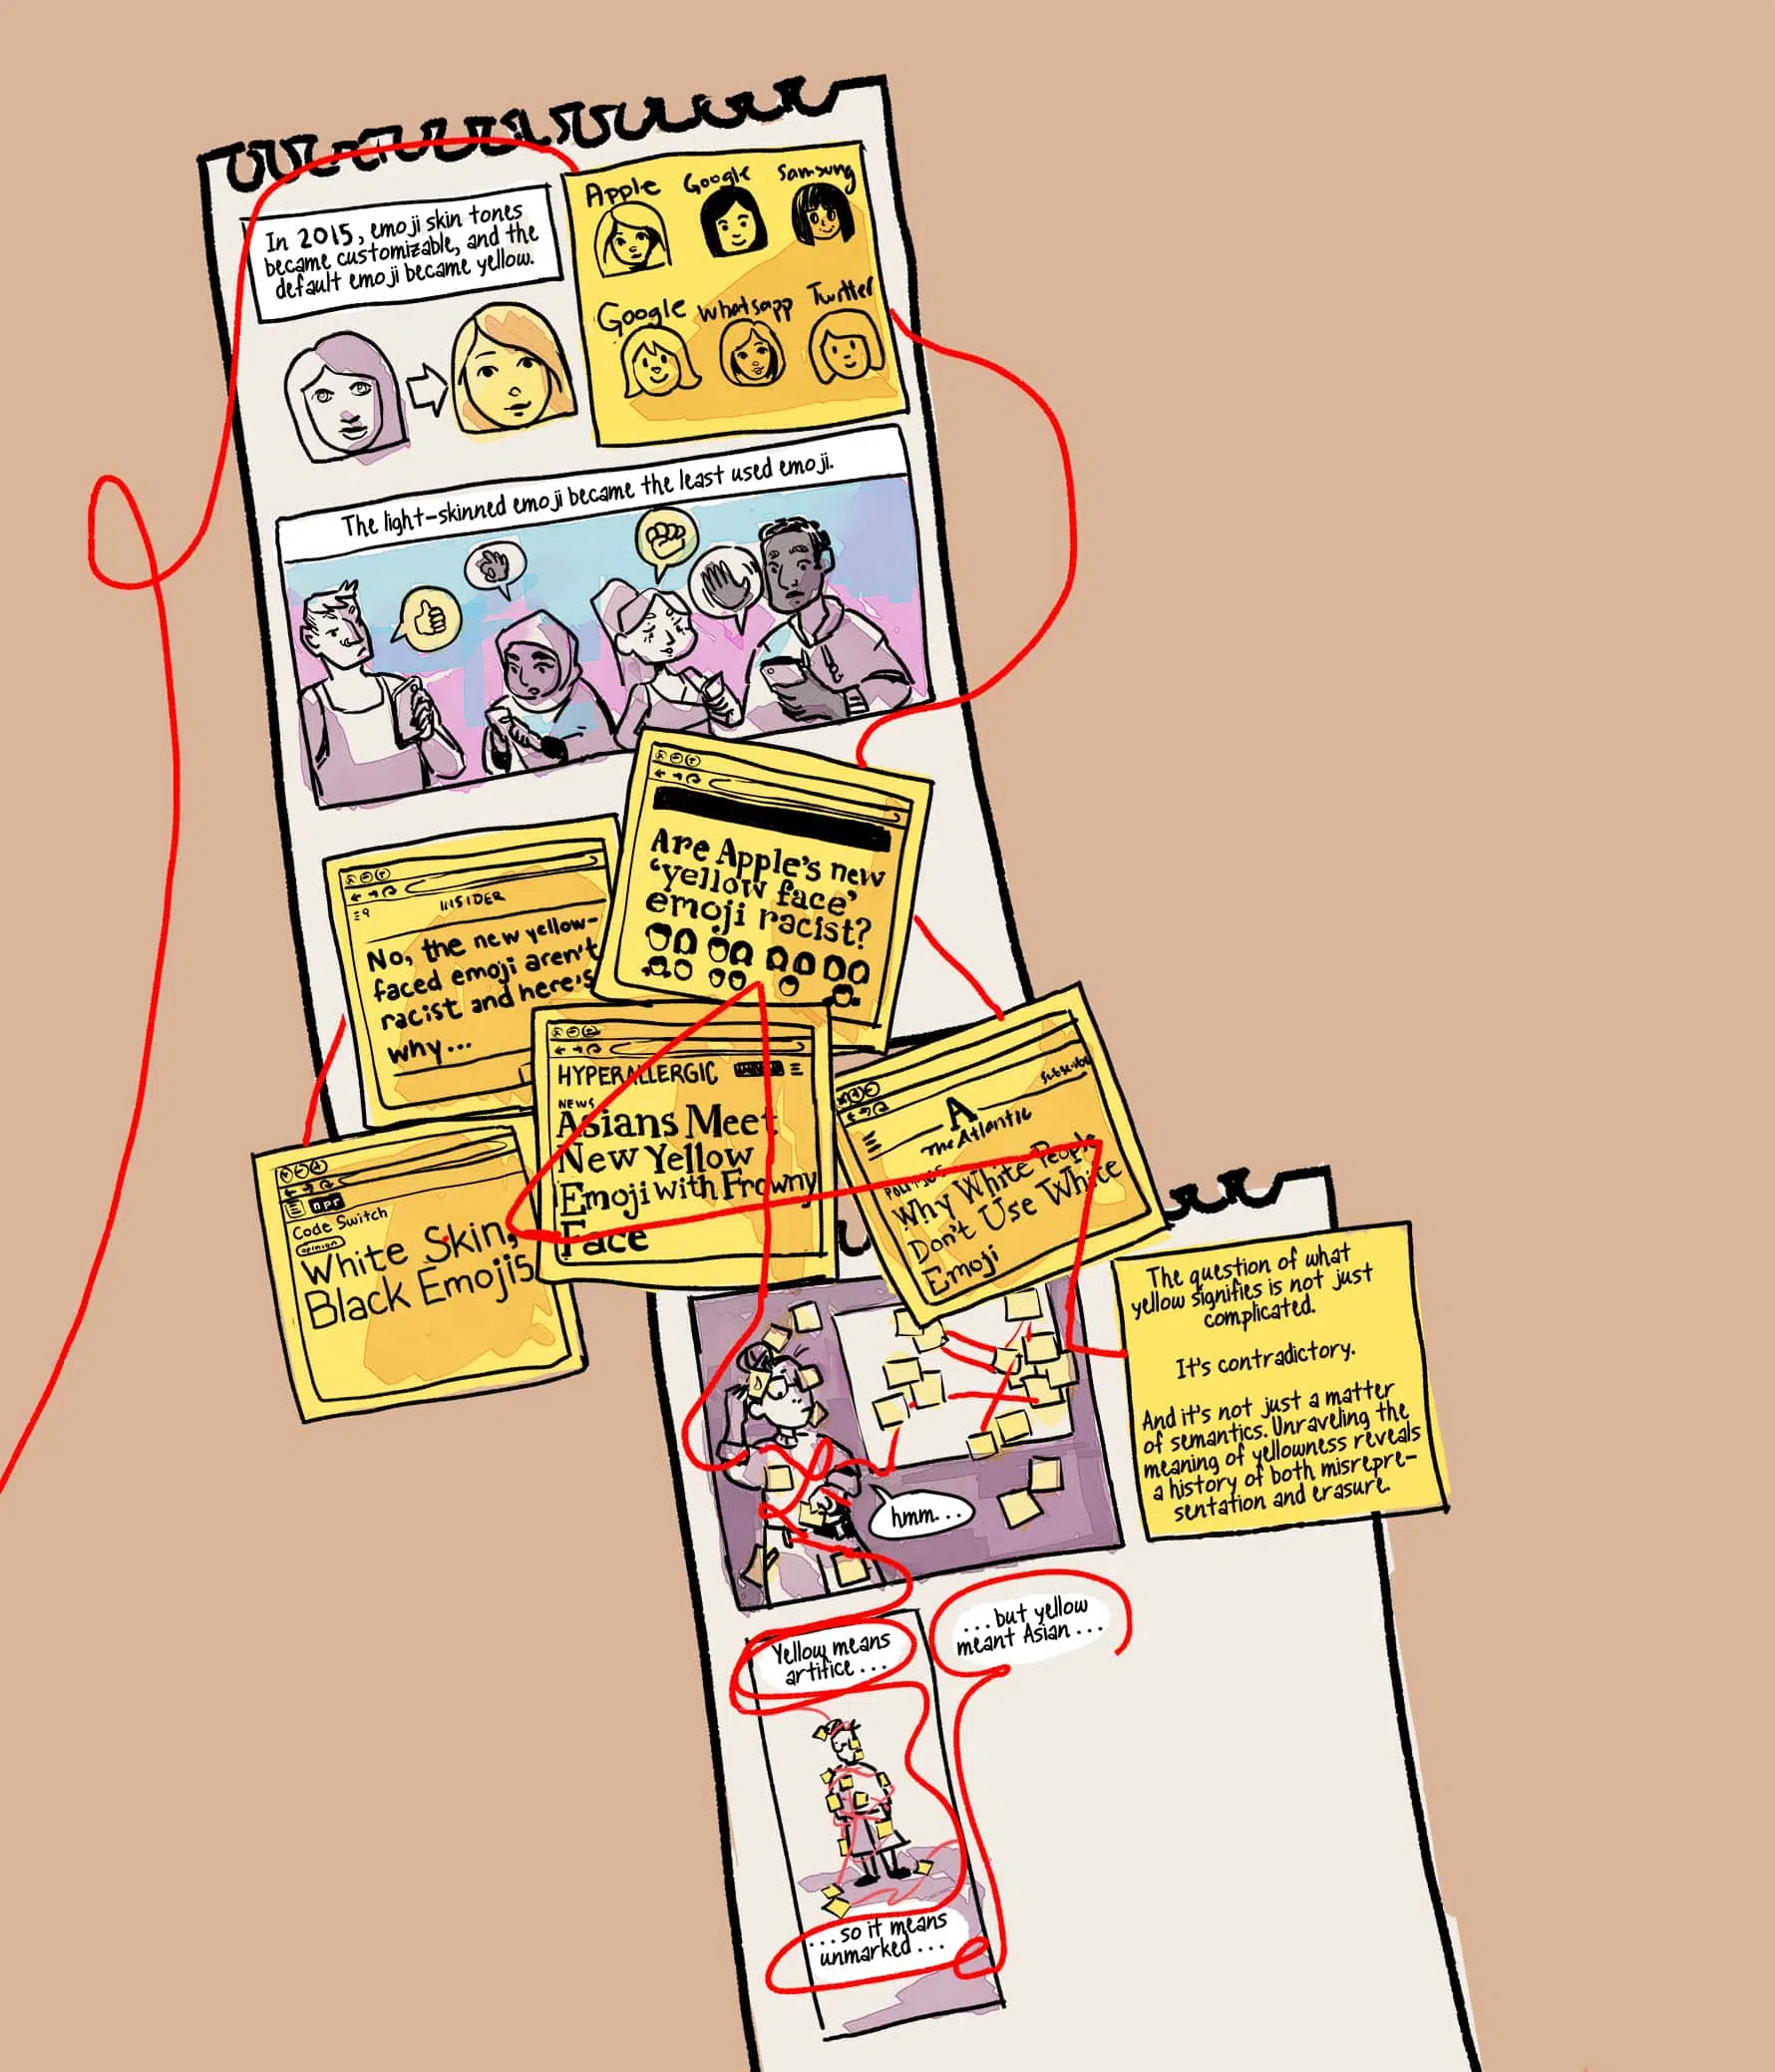 In 2015, emoji skin tones
became customizable, and the
default emoji became yellow.
Apple
Google
Samsung
Google
Whatsapp
Twitter
The light-skinned emoji became the least used emoji.
Are Apple's new
'yellow face'
emoji racist?
INSIDER
No, the new yellow-
faced emoji aren't
racist and here's
why...
HYPERALLERGIC
NEWS
Asians Meet
New Yellow
Emoji with Frowny
Face
Subscribe
A
The Atlantic
POLITICS
Why White People
Don't Use White
Emoji
npr
Code Switch
opinion
White Skin,
Black Emojis
The question of what
yellow signifies is not just
complicated.
It's contradictory.
And it's not just a matter
of semantics. Unraveling the
meaning of yellowness reveals
a history of both misrepre-
sentation and erasure.
hmm...
Yellow means
artifice...
...but yellow
meant Asian...
...so it means
unmarked...